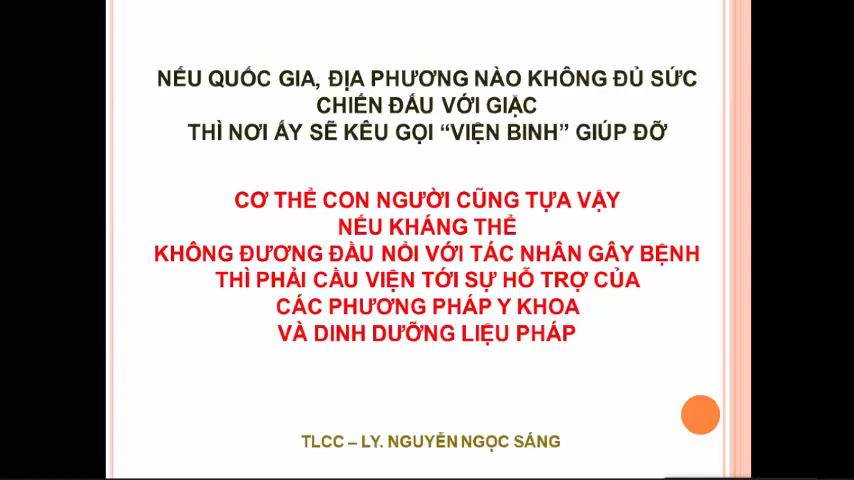 NẾU QUỐC GIA, ĐỊA PHƯƠNG NÀO KHÔNG ĐỦ SỨC
CHIẾN ĐẤU VỚI GIẶC
THÌ NƠI ẤY SẼ KÊU GỌI “VIỆN BINH” GIÚP ĐỠ
CƠ THỂ CON NGƯỜI CŨNG TỰA VẬY
NẾU KHÁNG THỂ
KHÔNG ĐƯƠNG ĐẦU NỔI VỚI TÁC NHÂN GÂY BỆNH
THÌ PHẢI CẦU VIỆN TỚI SỰ HỖ TRỢ CỦA
CÁC PHƯƠNG PHÁP Y KHOA
VÀ DINH DƯỠNG LIỆU PHÁP
TLCC – LY. NGUYỄN NGỌC SÁNG